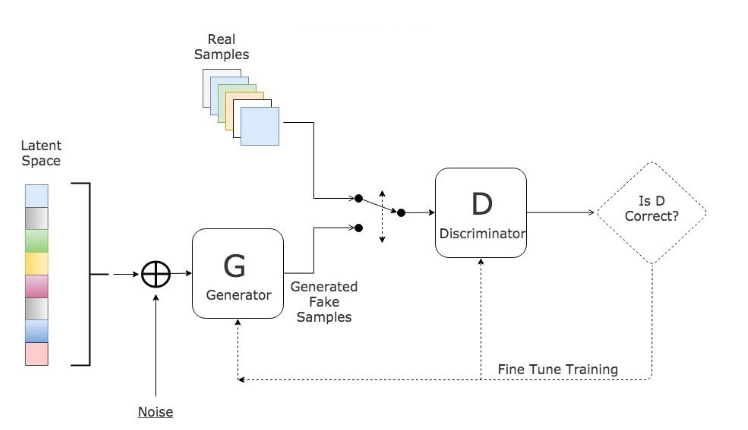 Real
Samples
Latent
Space
G
Generator
Generated
Fake
Samples
D
Discriminator
Is D
Correct?
Fine Tune Training
Noise